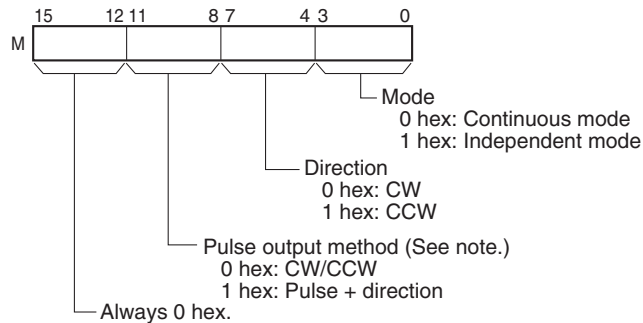 15 12 11 8 7 4 3 0
M
Mode
0 hex: Continuous mode
1 hex: Independent mode
Direction
0 hex: CW
1 hex: CCW
Pulse output method (See note.)
0 hex: CW/CCW
1 hex: Pulse + direction
Always 0 hex.